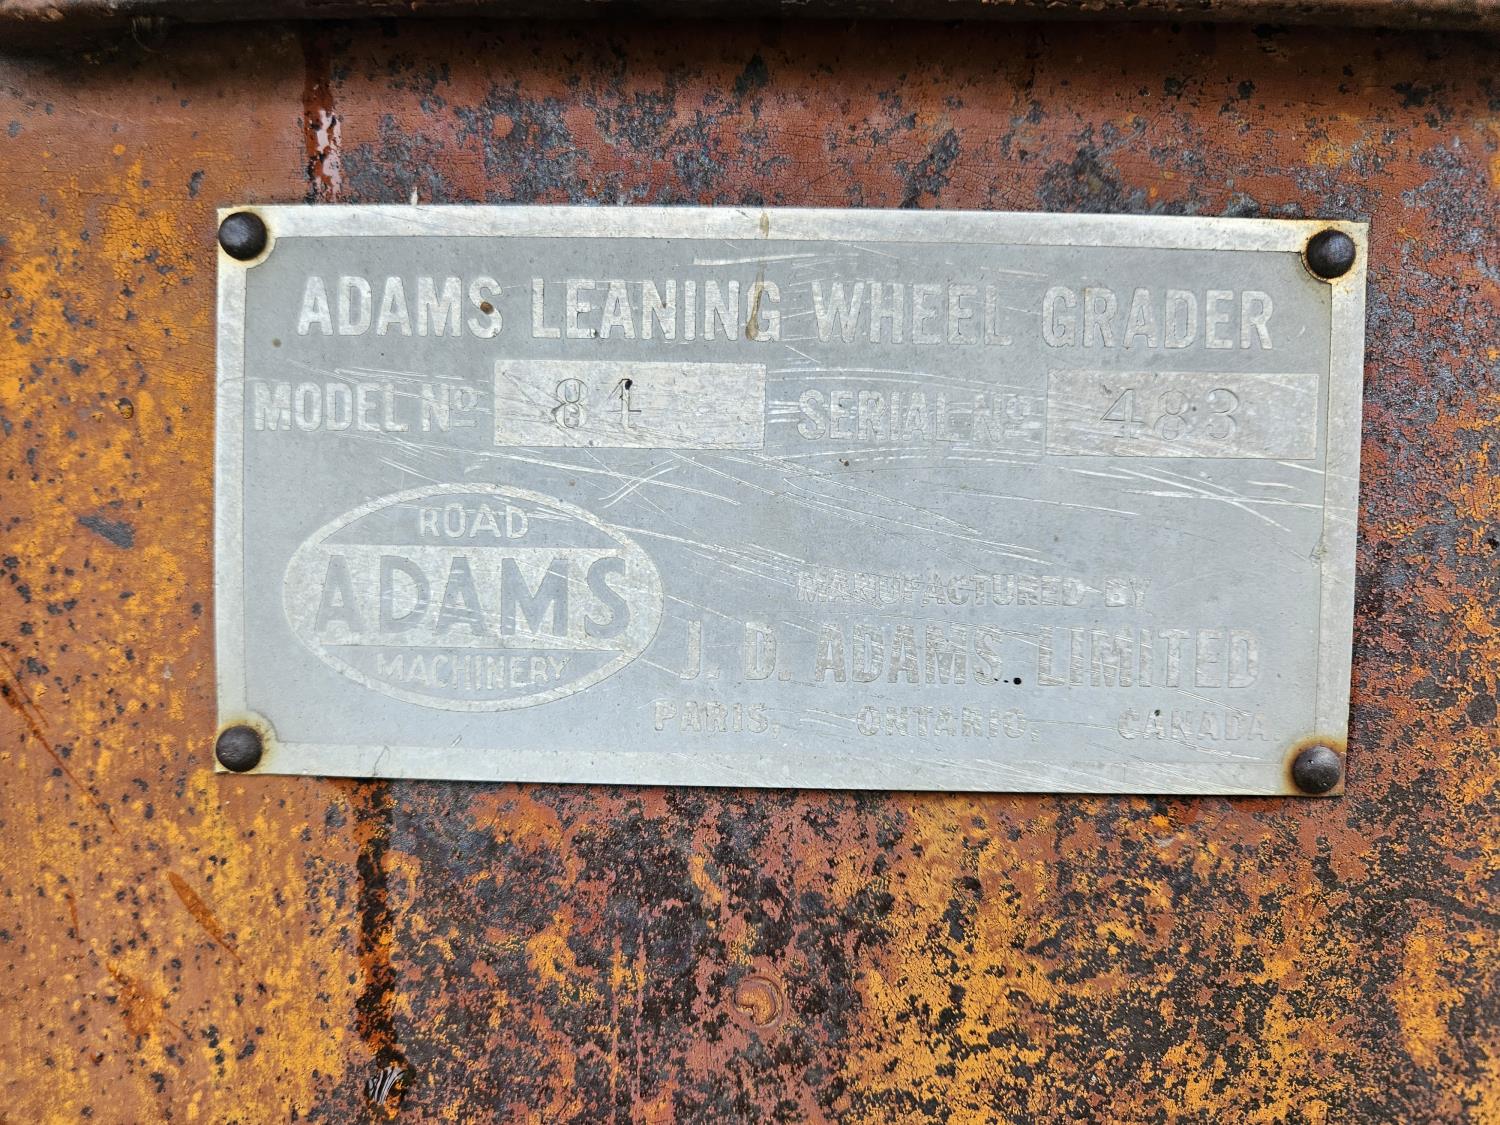 ADAMS LEANING WHEEL GRADER
MODEL Nº 84 SERIAL Nº 483
ROAD
ADAMS
MACHINERY
MANUFACTURED BY
J. D. ADAMS LIMITED
PARIS, ONTARIO, CANADA.